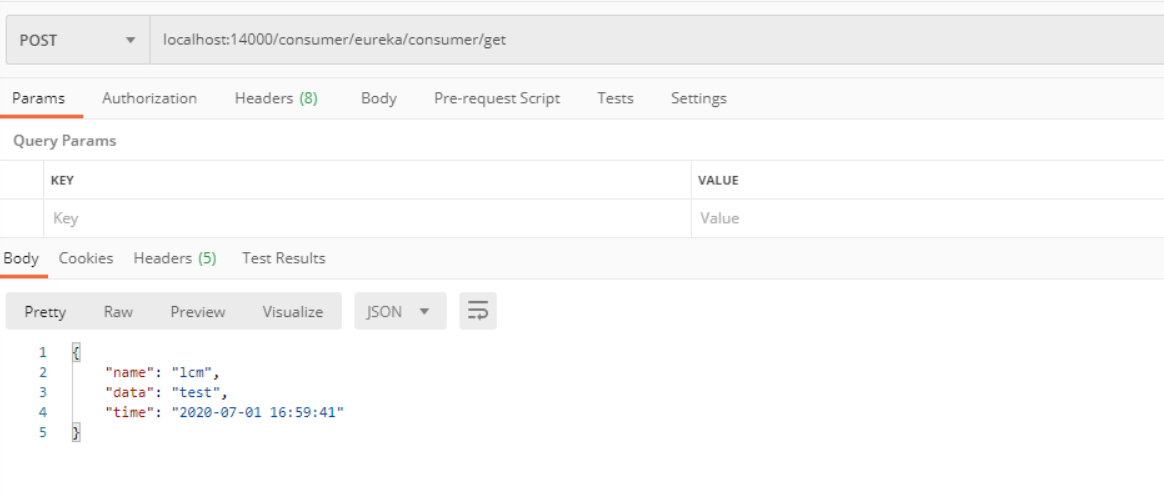 POST localhost:14000/consumer/eureka/consumer/get
Params Authorization Headers (8) Body Pre-request Script Tests Settings
Query Params
KEY VALUE
Key Value
Body Cookies Headers (5) Test Results
Pretty Raw Preview Visualize JSON
1 {
2 "name": "lcm",
3 "data": "test",
4 "time": "2020-07-01 16:59:41"
5 }